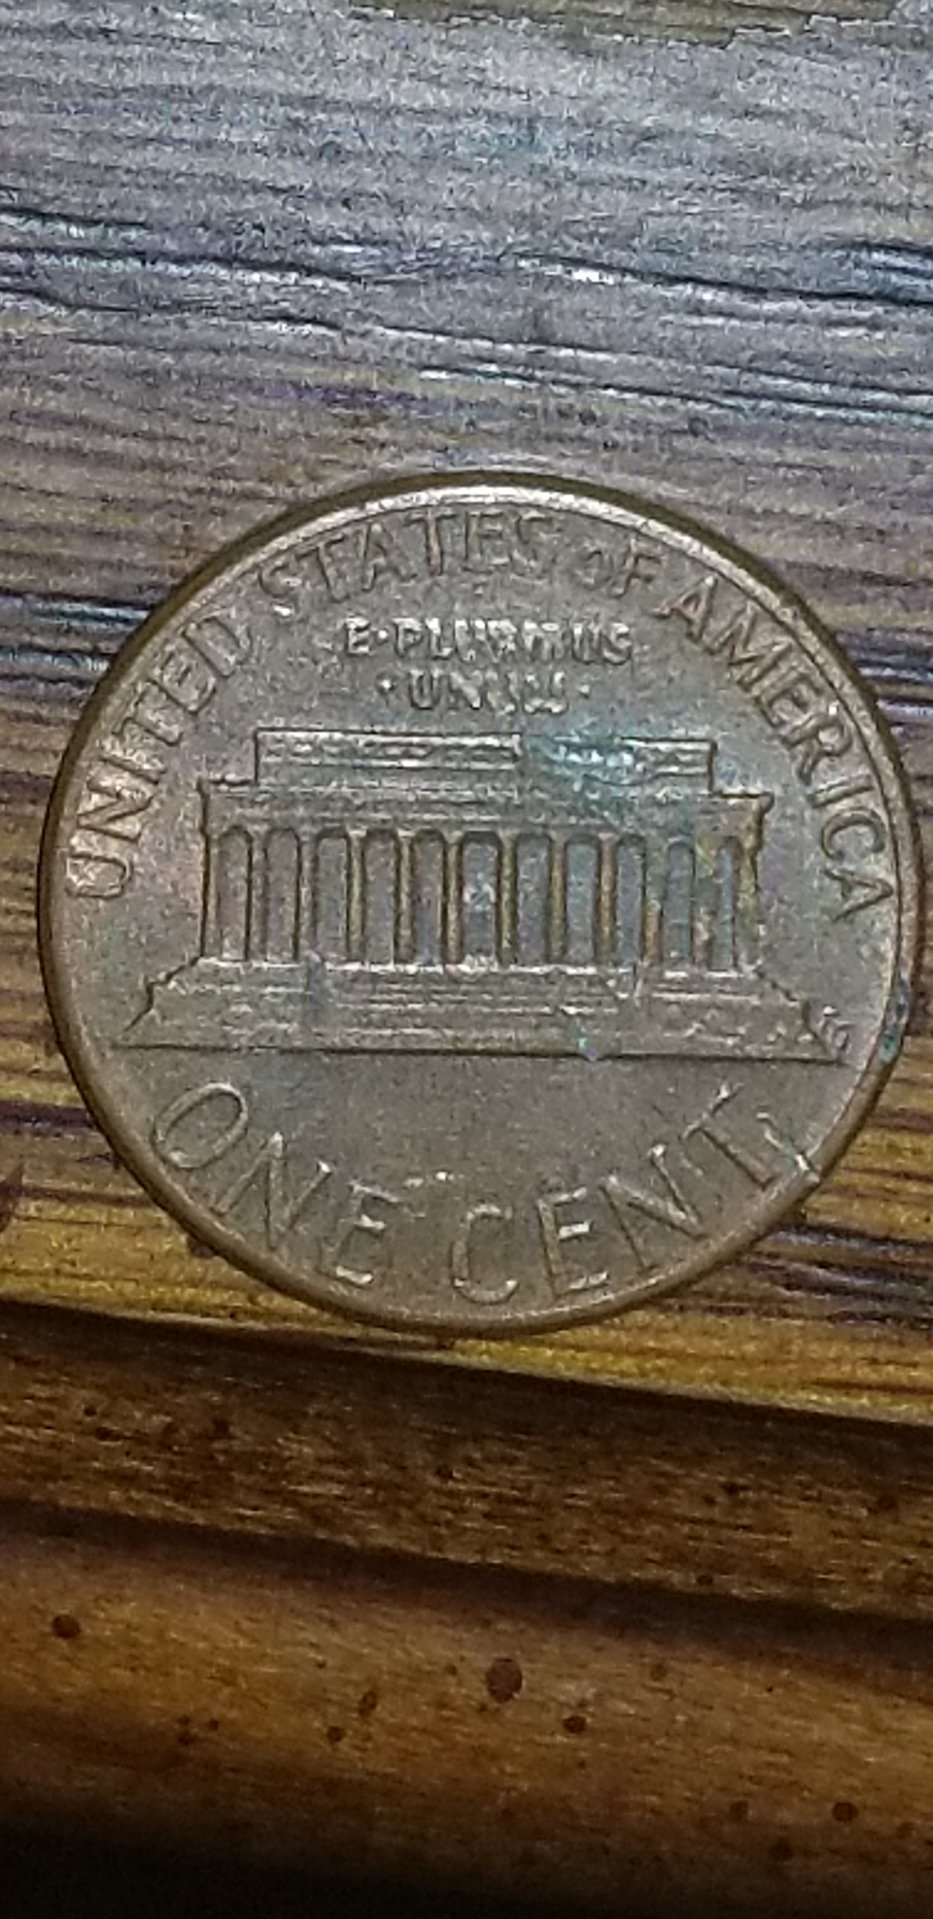 UNITED STATES OF AMERICA
E·PLURIBUS
·UNUM·
ONE CENT